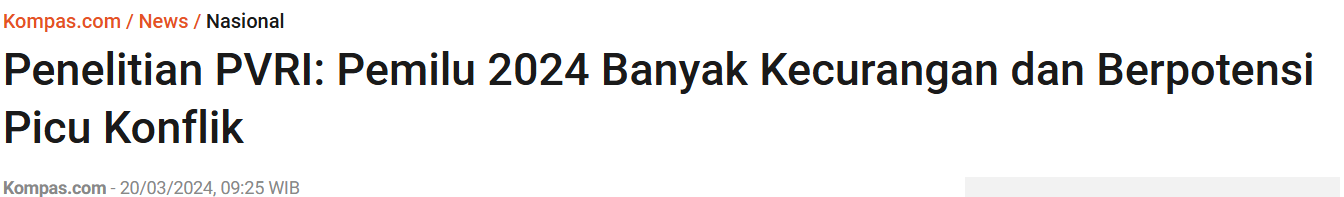 Kompas.com / News / Nasional
Penelitian PVRI: Pemilu 2024 Banyak Kecurangan dan Berpotensi
Picu Konflik
Kompas.com - 20/03/2024, 09:25 WIB